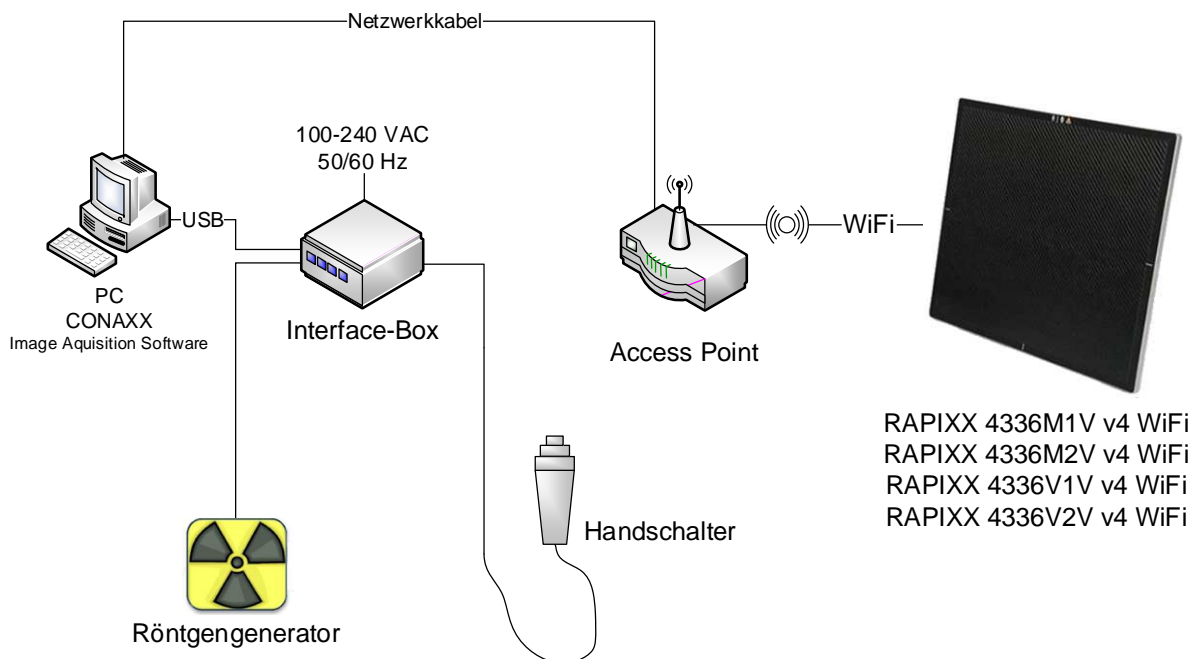 Netzwerkkabel
100-240 VAC
50/60 Hz
USB
WiFi
PC
CONAXX
Image Aquisition Software
Interface-Box
Access Point
RAPIXX 4336M1V v4 WiFi
RAPIXX 4336M2V v4 WiFi
RAPIXX 4336V1V v4 WiFi
RAPIXX 4336V2V v4 WiFi
Handschalter
Röntgengenerator